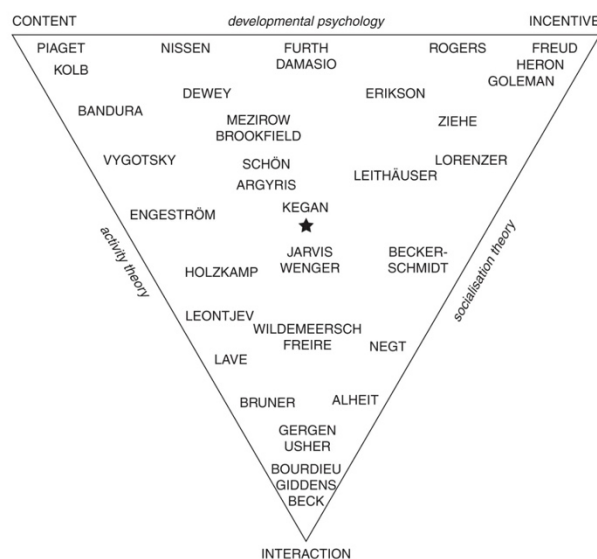 CONTENT developmental psychology INCENTIVE
PIAGET NISSEN FURTH ROGERS FREUD
KOLB DAMASIO HERON
GOLEMAN
DEWEY ERIKSON
BANDURA
MEZIROW ZIEHE
BROOKFIELD
VYGOTSKY SCHÖN LORENZER
LEITHÄUSER
ARGYRIS
ENGESTRÖM KEGAN
activity theory
socialisation theory
JARVIS BECKER-
HOLZKAMP WENGER SCHMIDT
LEONTJEV
WILDEMEERSCH
FREIRE NEGT
LAVE
BRUNER ALHEIT
GERGEN
USHER
BOURDIEU
GIDDENS
BECK
INTERACTION